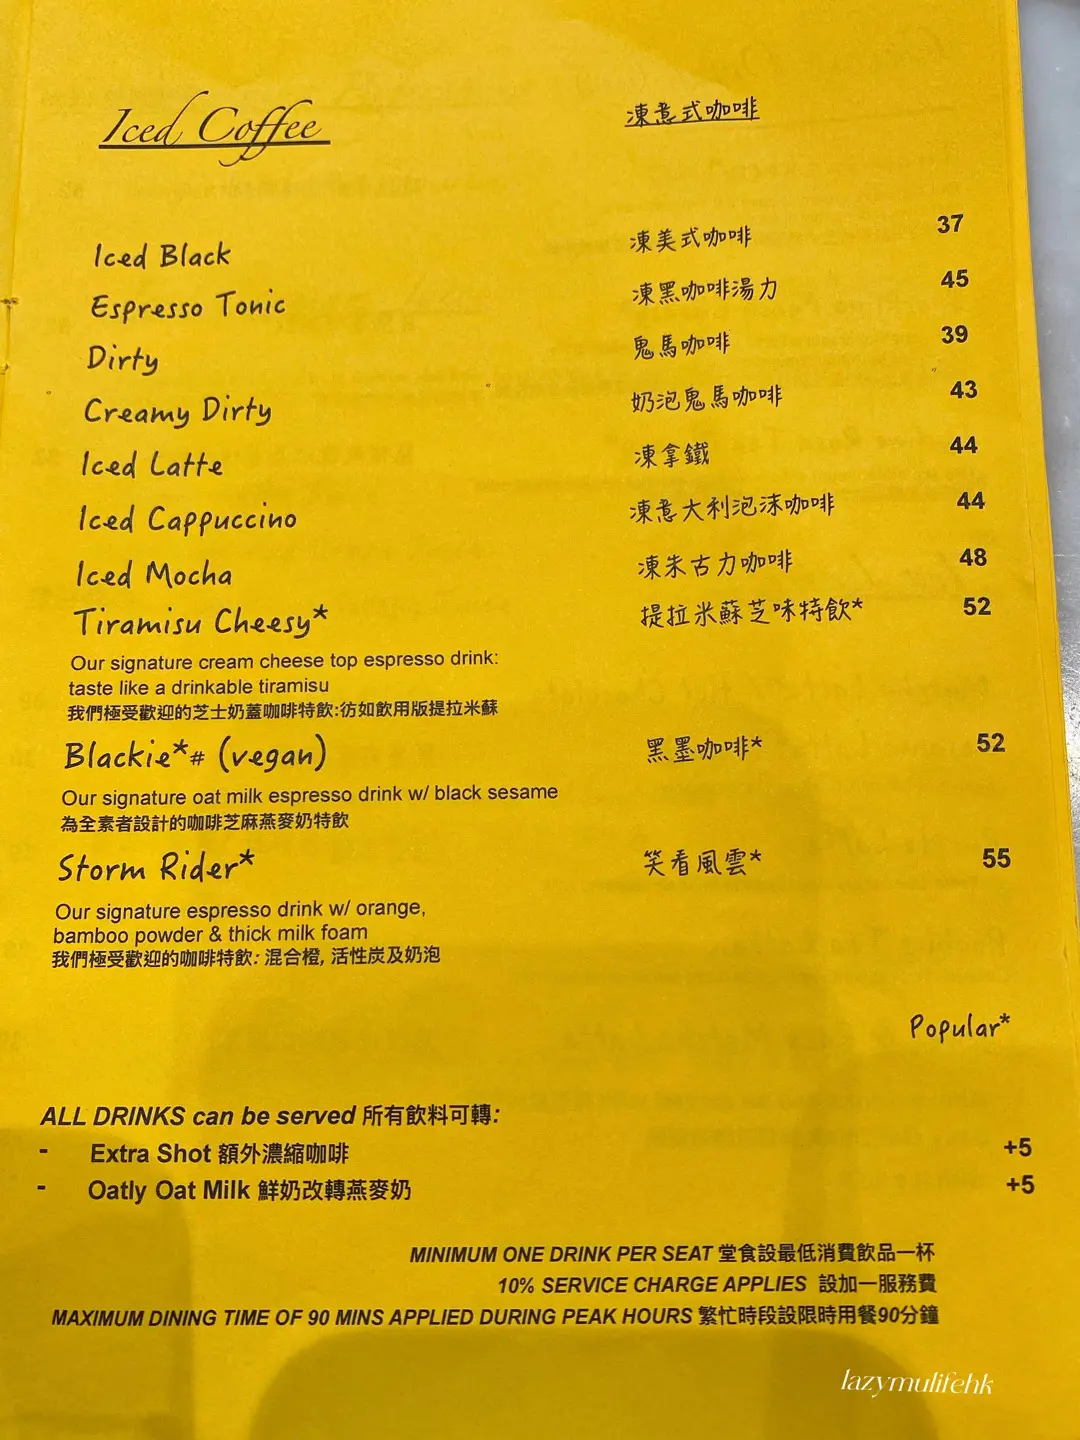 Iced Coffee 凍意式咖啡
Iced Black 凍美式咖啡 37
Espresso Tonic 凍黑咖啡湯力 45
Dirty 鬼馬咖啡 39
Creamy Dirty 奶泡鬼馬咖啡 43
Iced Latte 凍拿鐵 44
Iced Cappuccino 凍意大利泡沫咖啡 44
Iced Mocha 凍朱古力咖啡 48
Tiramisu Cheesy* 提拉米蘇芝味特飲* 52
Our signature cream cheese top espresso drink:
taste like a drinkable tiramisu
我們極受歡迎的芝士奶蓋咖啡特飲:彷如飲用版提拉米蘇
Blackie*# (vegan) 黑墨咖啡* 52
Our signature oat milk espresso drink w/ black sesame
為全素者設計的咖啡芝麻燕麥奶特飲
Storm Rider* 笑看風雲* 55
Our signature espresso drink w/ orange,
bamboo powder & thick milk foam
我們極受歡迎的咖啡特飲: 混合橙, 活性炭及奶泡
Popular*
ALL DRINKS can be served 所有飲料可轉:
- Extra Shot 額外濃縮咖啡 +5
- Oatly Oat Milk 鮮奶改轉燕麥奶 +5
MINIMUM ONE DRINK PER SEAT 堂食設最低消費飲品一杯
10% SERVICE CHARGE APPLIES 設加一服務費
MAXIMUM DINING TIME OF 90 MINS APPLIED DURING PEAK HOURS 繁忙時段設限時用餐90分鐘
lazymulifehk